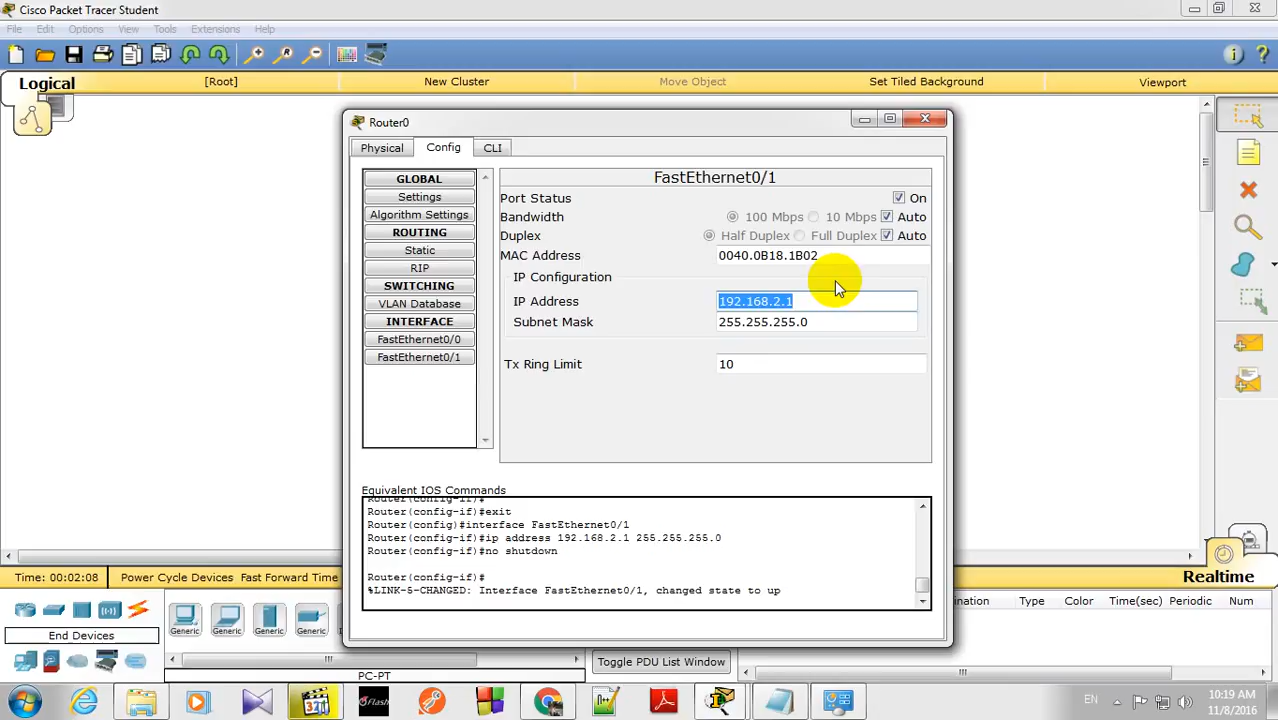 Cisco Packet Tracer Student
File Edit Options View Tools Extensions Help
Logical
[Root]
New Cluster
Move Object
Set Tiled Background
Viewport
Router0
Physical
Config
CLI
GLOBAL
Settings
Algorithm Settings
ROUTING
Static
RIP
SWITCHING
VLAN Database
INTERFACE
FastEthernet0/0
FastEthernet0/1
FastEthernet0/1
Port Status On
Bandwidth 100 Mbps 10 Mbps Auto
Duplex Half Duplex Full Duplex Auto
MAC Address 0040.0B18.1B02
IP Configuration
IP Address 192.168.2.1
Subnet Mask 255.255.255.0
Tx Ring Limit 10
Equivalent IOS Commands
Router(config-if)#
Router(config-if)#exit
Router(config)#interface FastEthernet0/1
Router(config-if)#ip address 192.168.2.1 255.255.255.0
Router(config-if)#no shutdown
Router(config-if)#
%LINK-5-CHANGED: Interface FastEthernet0/1, changed state to up
Time: 00:02:08 Power Cycle Devices Fast Forward Time
Realtime
Type Color Time(sec) Periodic Num
End Devices
Generic Generic Generic Generic
PC-PT
Toggle PDU List Window
EN
10:19 AM
11/8/2016